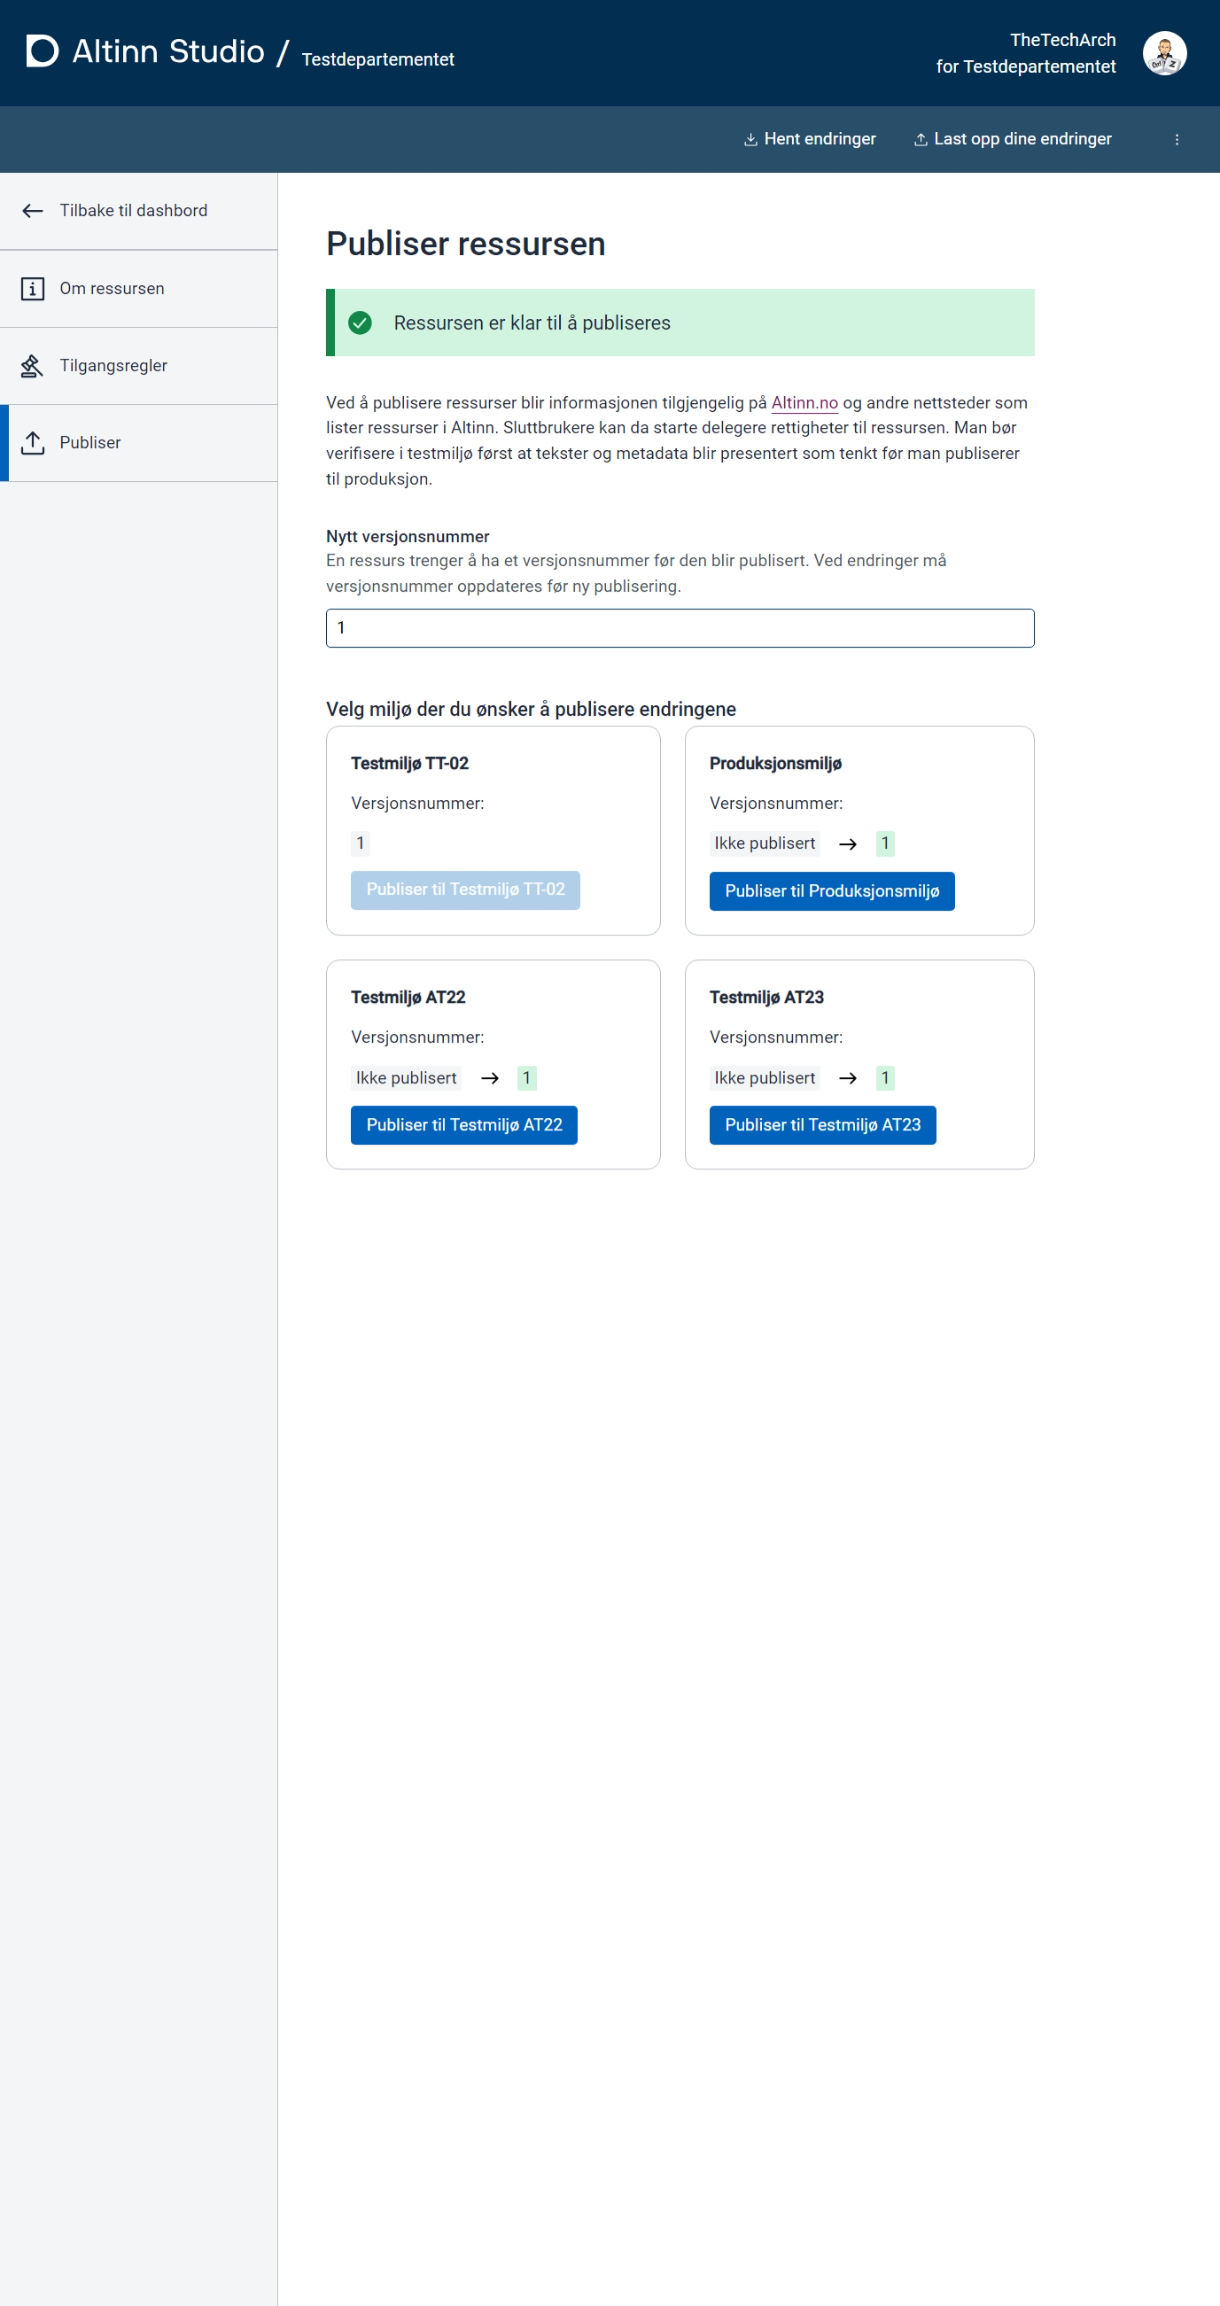 Altinn Studio / Testdepartementet
TheTechArch
for Testdepartementet
Hent endringer
Last opp dine endringer
Tilbake til dashbord
Om ressursen
Tilgangsregler
Publiser
Publiser ressursen
Ressursen er klar til å publiseres
Ved å publisere ressurser blir informasjonen tilgjengelig på Altinn.no og andre nettsteder som
lister ressurser i Altinn. Sluttbrukere kan da starte delegere rettigheter til ressursen. Man bør
verifisere i testmiljø først at tekster og metadata blir presentert som tenkt før man publiserer
til produksjon.
Nytt versjonsnummer
En ressurs trenger å ha et versjonsnummer før den blir publisert. Ved endringer må
versjonsnummer oppdateres før ny publisering.
1
Velg miljø der du ønsker å publisere endringene
Testmiljø TT-02
Versjonsnummer:
1
Publiser til Testmiljø TT-02
Produksjonsmiljø
Versjonsnummer:
Ikke publisert → 1
Publiser til Produksjonsmiljø
Testmiljø AT22
Versjonsnummer:
Ikke publisert → 1
Publiser til Testmiljø AT22
Testmiljø AT23
Versjonsnummer:
Ikke publisert → 1
Publiser til Testmiljø AT23